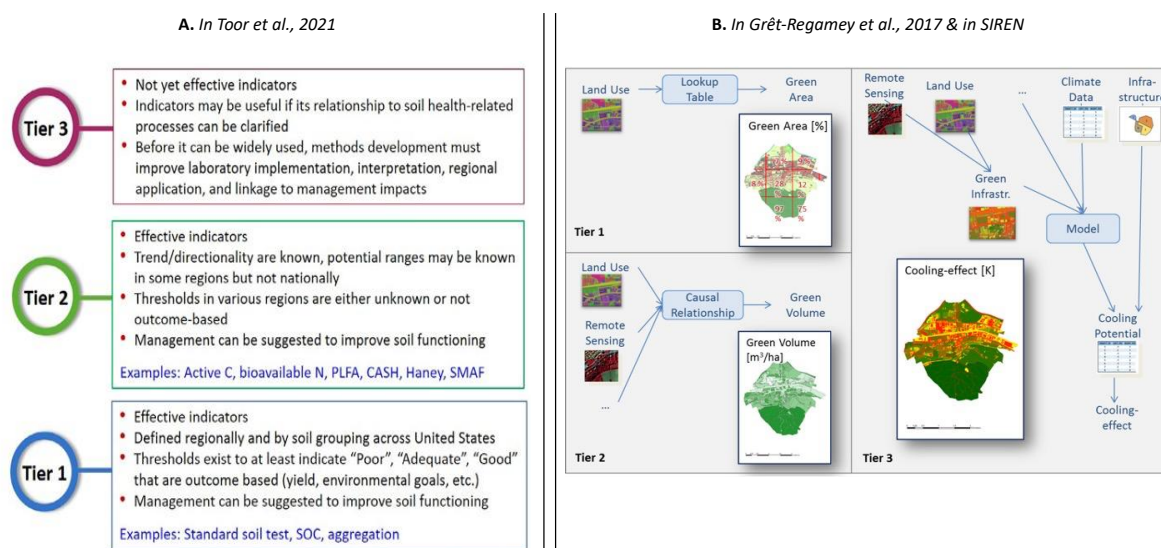 A. In Toor et al., 2021
Tier 3
• Not yet effective indicators
• Indicators may be useful if its relationship to soil health-related
processes can be clarified
• Before it can be widely used, methods development must
improve laboratory implementation, interpretation, regional
application, and linkage to management impacts
Tier 2
• Effective indicators
• Trend/directionality are known, potential ranges may be known
in some regions but not nationally
• Thresholds in various regions are either unknown or not
outcome-based
• Management can be suggested to improve soil functioning
Examples: Active C, bioavailable N, PLFA, CASH, Haney, SMAF
Tier 1
• Effective indicators
• Defined regionally and by soil grouping across United States
• Thresholds exist to at least indicate “Poor”, “Adequate”, “Good”
that are outcome based (yield, environmental goals, etc.)
• Management can be suggested to improve soil functioning
Examples: Standard soil test, SOC, aggregation
B. In Grêt-Regamey et al., 2017 & in SIREN
Land Use
Lookup
Table
Green
Area
Green Area [%]
28
12
%
%
%
Tier 1
Land Use
Remote
Sensing
...
Causal
Relationship
Green
Volume
Green Volume
[m³/ha]
Tier 2
Remote
Sensing
Land Use
...
Climate
Data
Infra-
structure
Green
Infrastr.
Model
Cooling-effect [K]
Cooling
Potential
Cooling-
effect
Tier 3